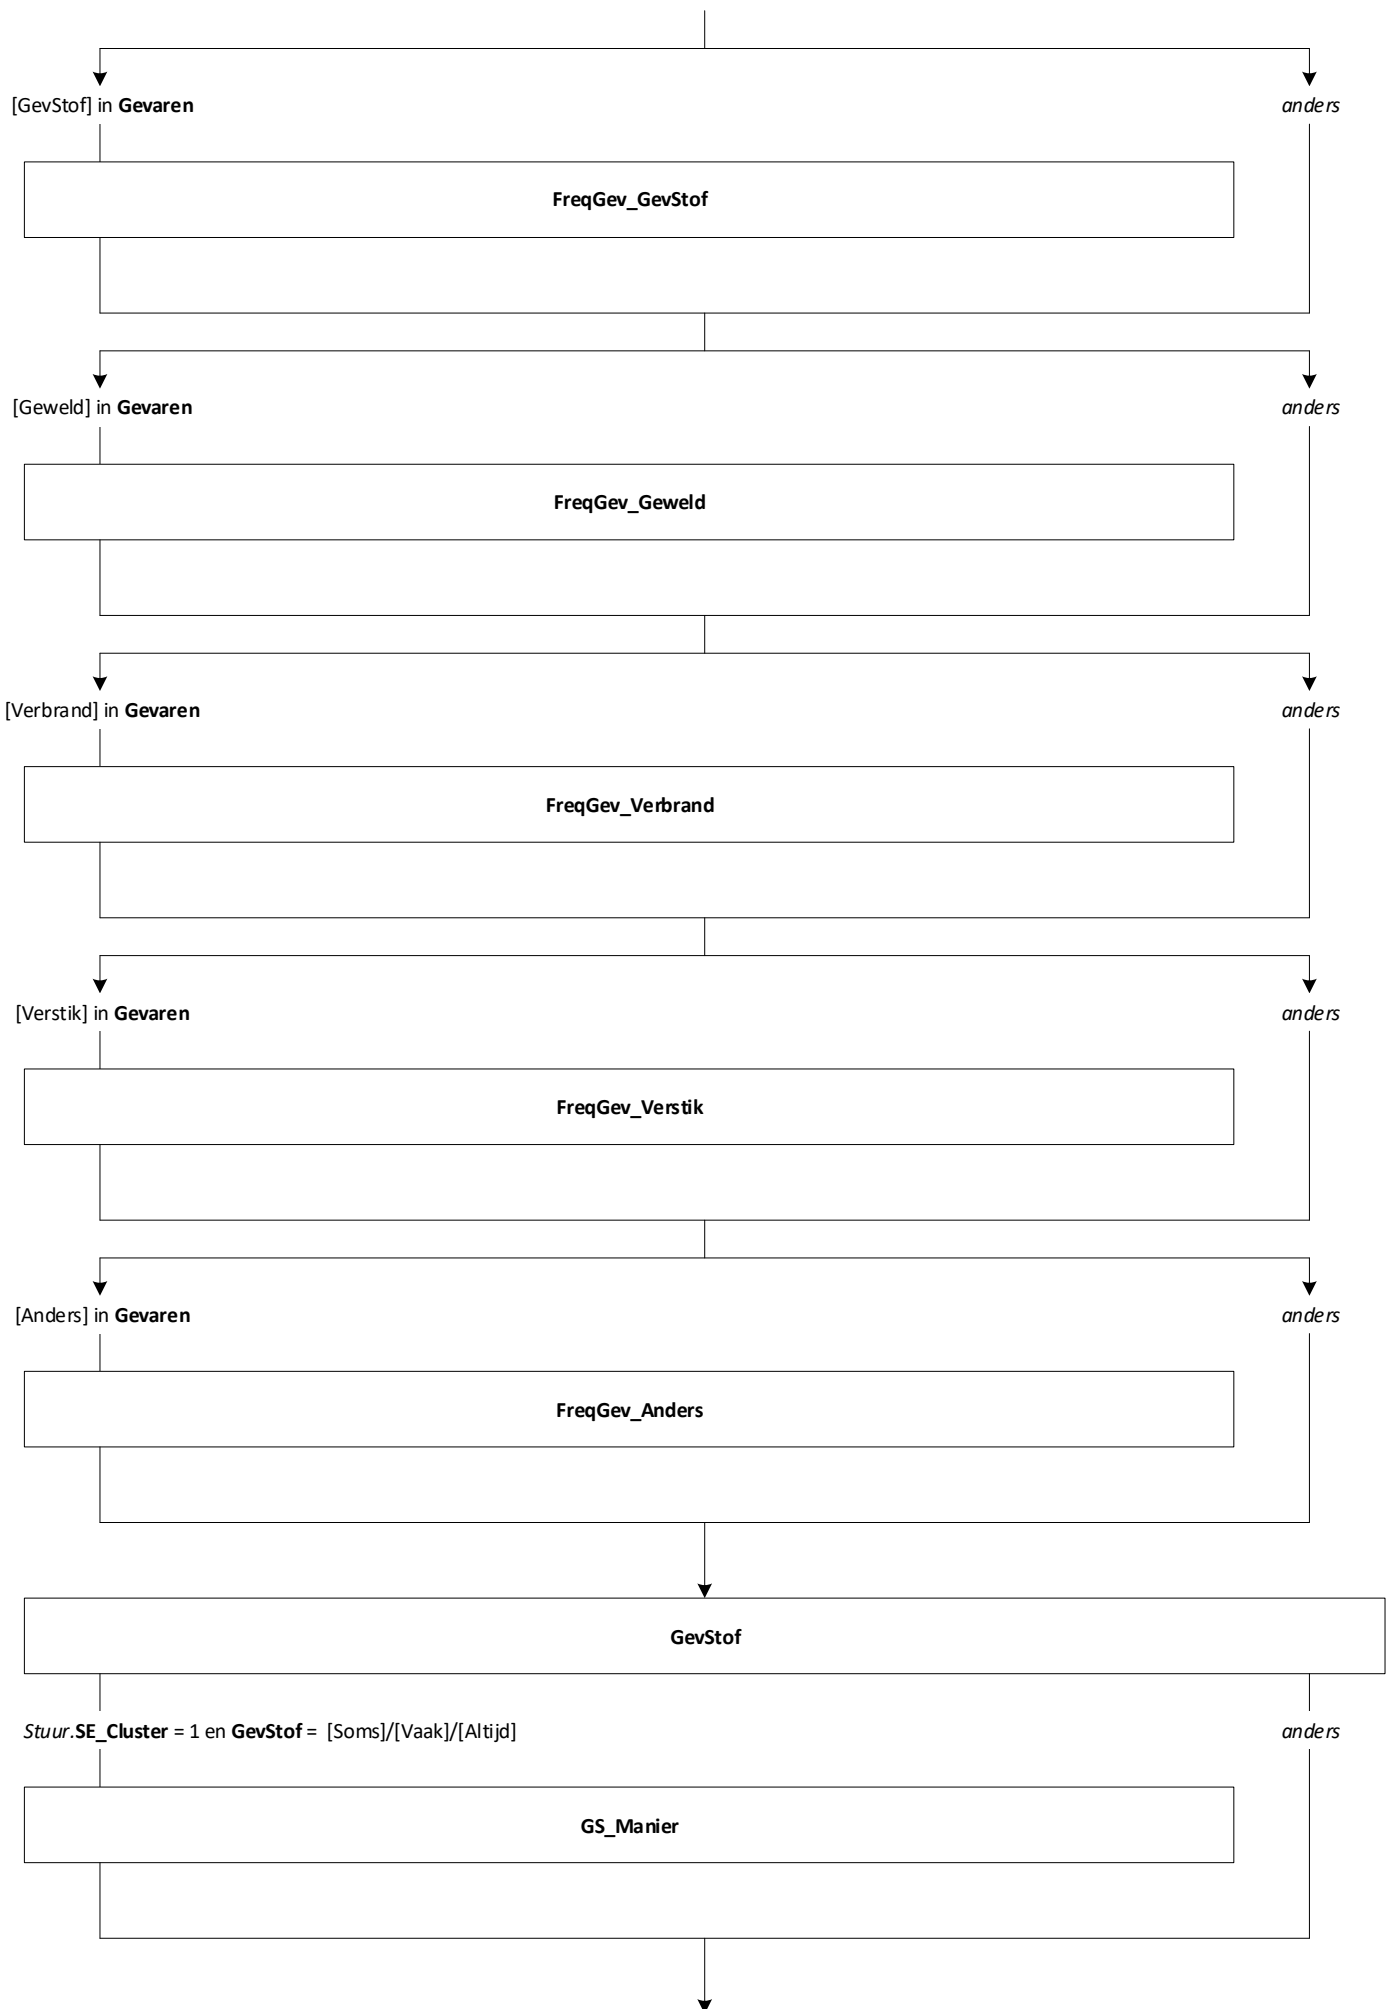 [GevStof] in Gevaren
anders
FreqGev_GevStof
[Geweld] in Gevaren
anders
FreqGev_Geweld
[Verbrand] in Gevaren
anders
FreqGev_Verbrand
[Verstik] in Gevaren
anders
FreqGev_Verstik
[Anders] in Gevaren
anders
FreqGev_Anders
GevStof
Stuur.SE_Cluster = 1 en GevStof = [Soms]/[Vaak]/[Altijd]
anders
GS_Manier